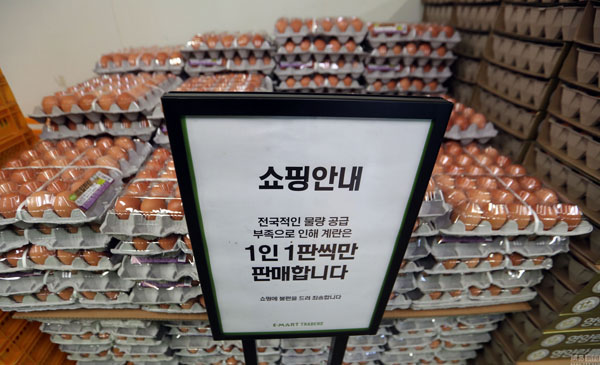 쇼핑안내
전국적인 물량 공급
부족으로 인해 계란은
1인 1판씩만
판매합니다
쇼핑에 불편을 드려 죄송합니다
E-MART TRADERS